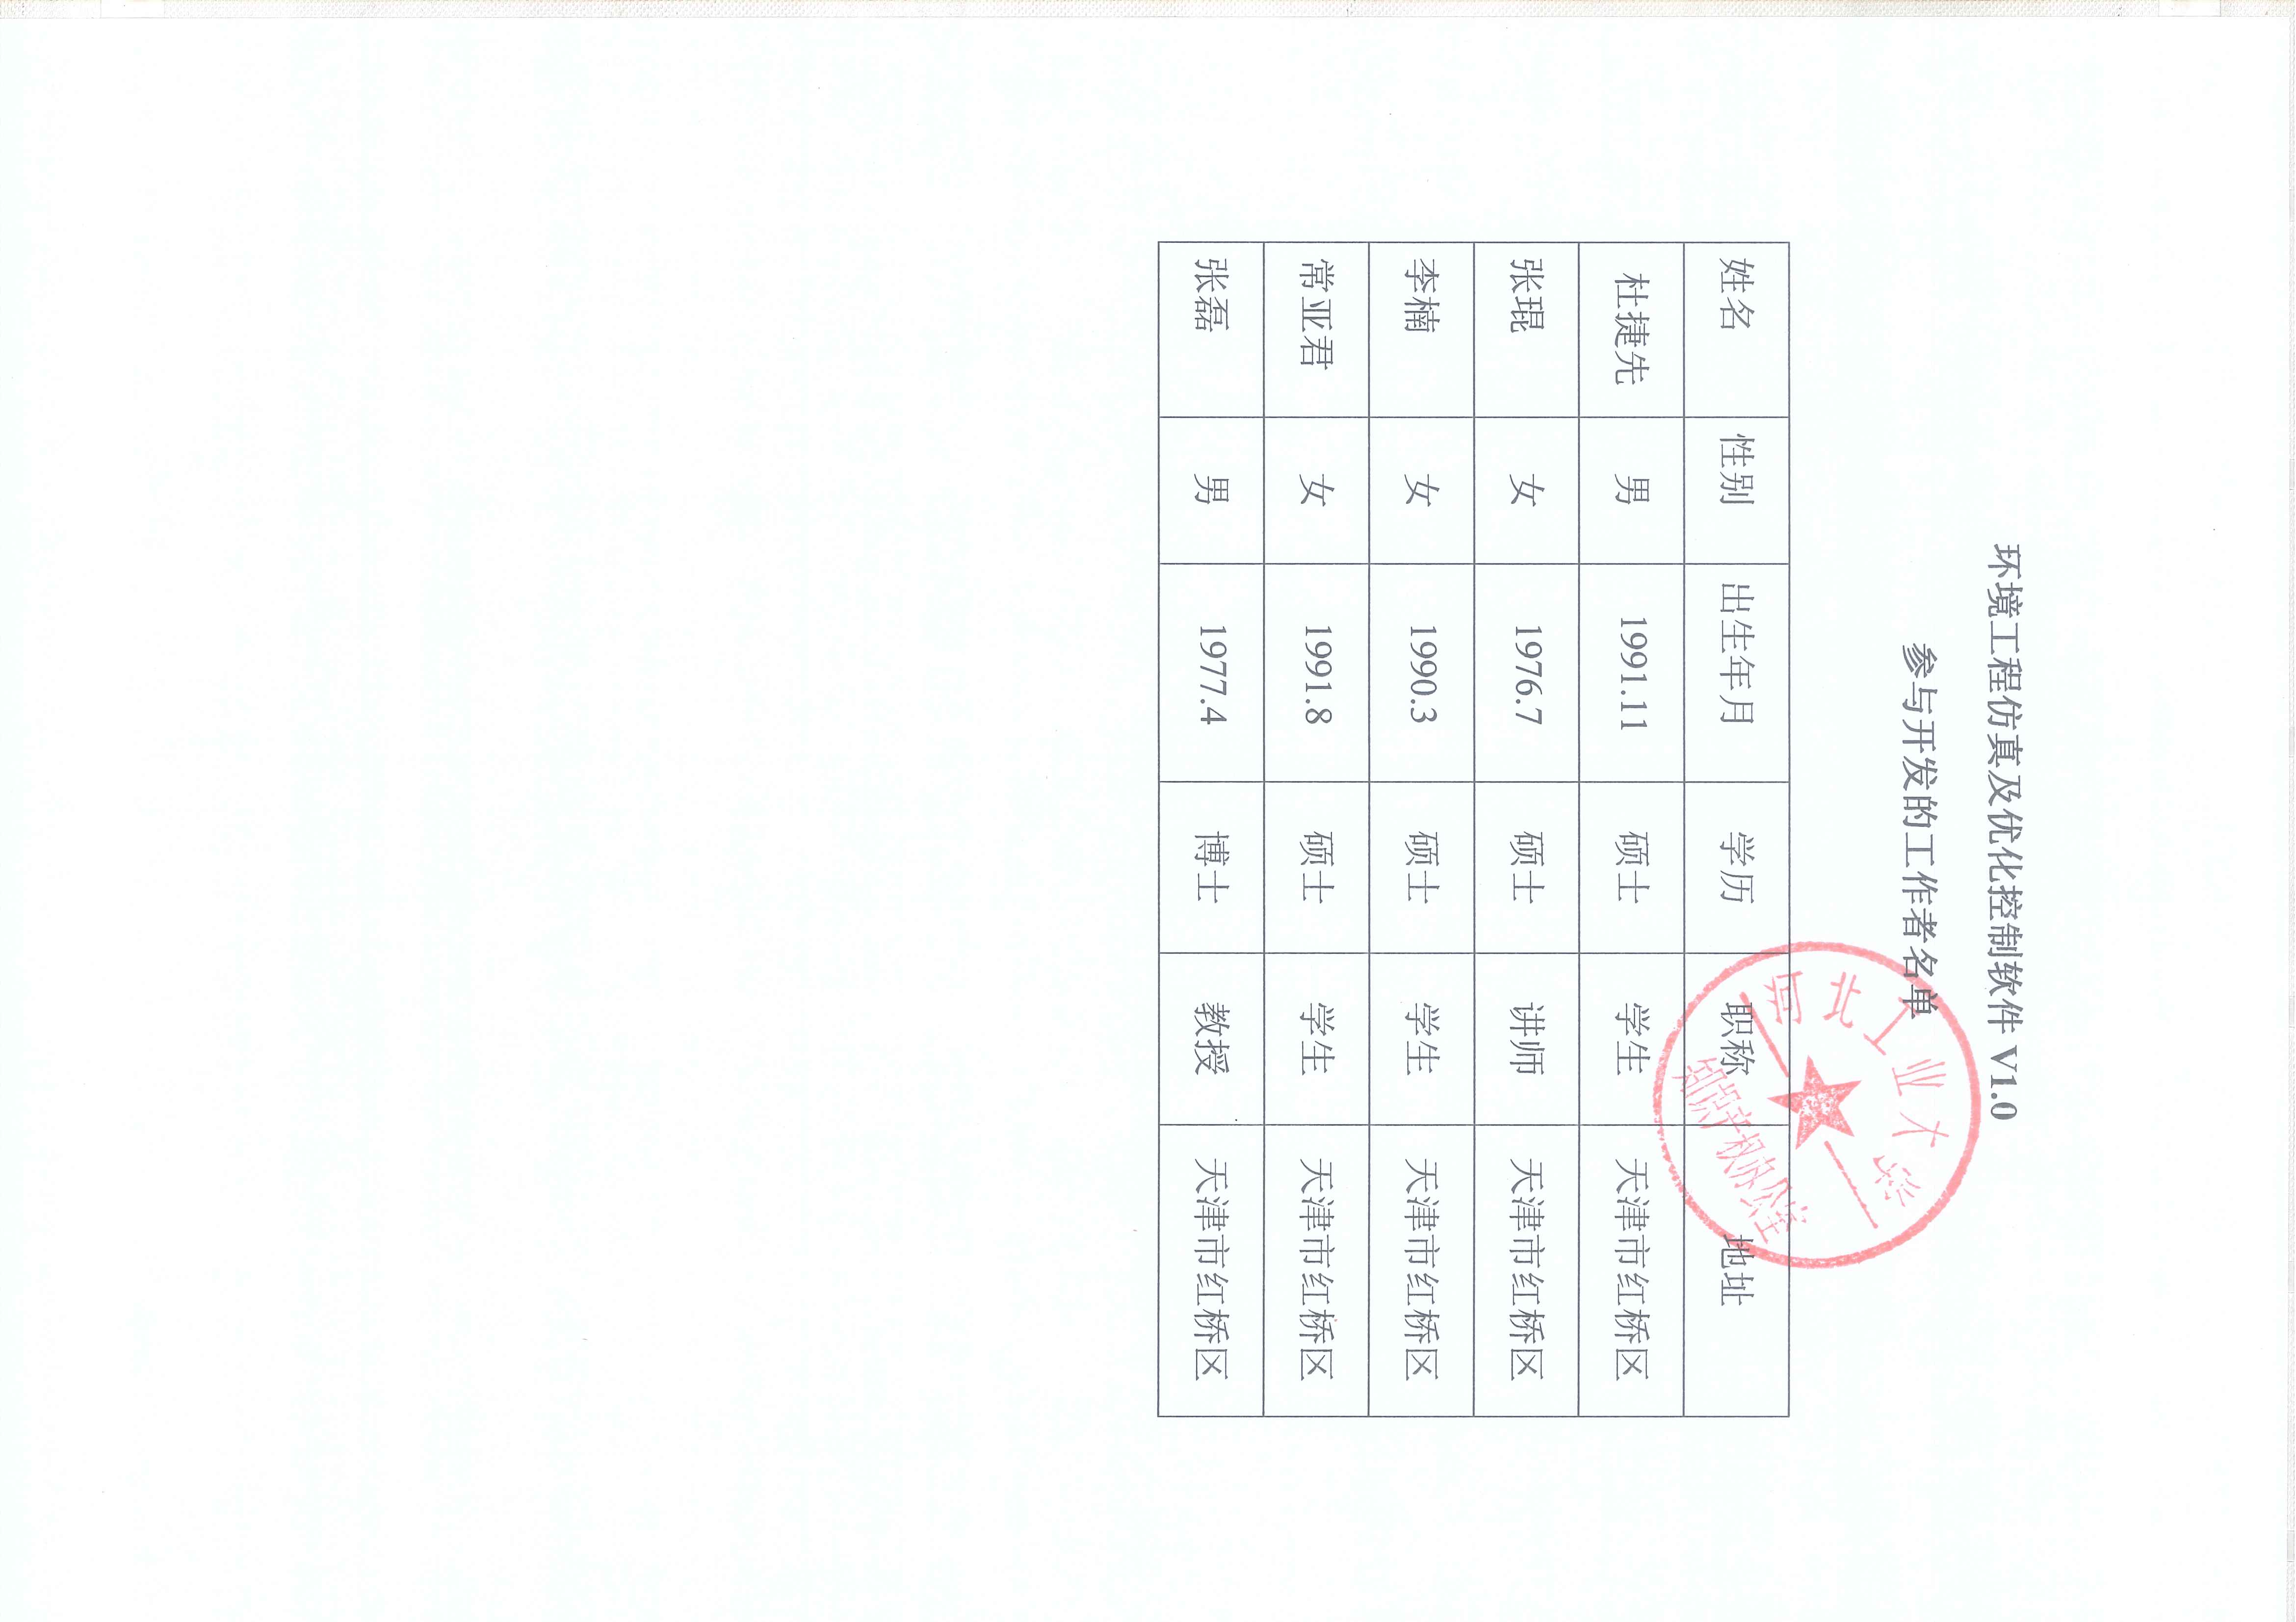 环境工程仿真及优化控制软件 V1.0
参与开发的工作者名单
姓名 性别 出生年月 学历 职称 地址
杜捷先 男 1991.11 硕士 学生 天津市红桥区
张琨 女 1976.7 硕士 讲师 天津市红桥区
李楠 女 1990.3 硕士 学生 天津市红桥区
常亚君 女 1991.8 硕士 学生 天津市红桥区
张磊 男 1977.4 博士 教授 天津市红桥区
河北工业大学
知识产权办公室